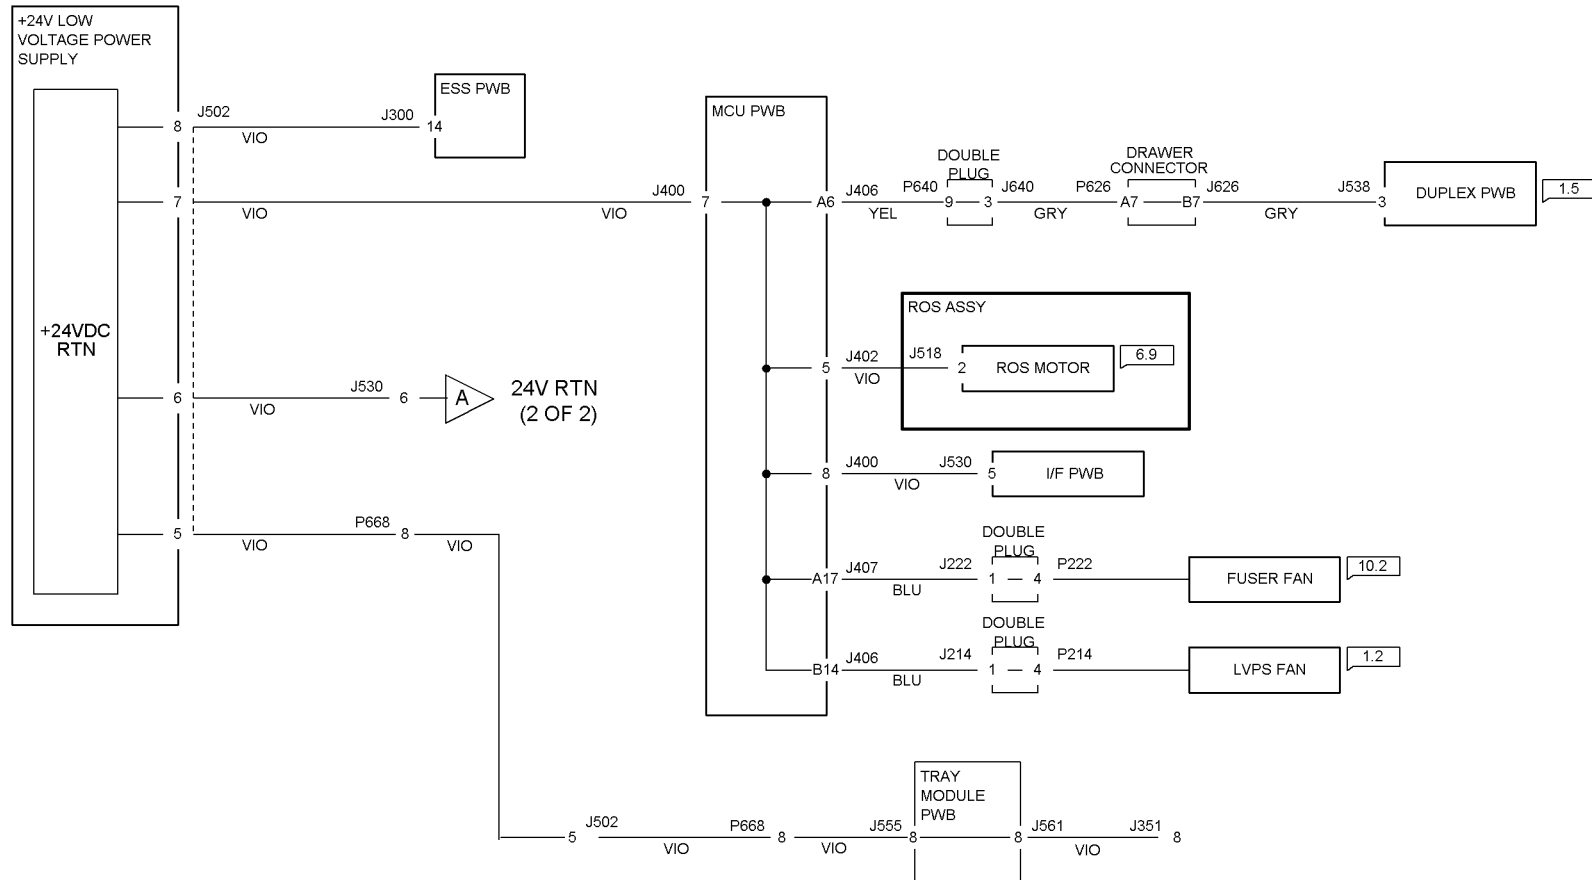 +24V LOW
VOLTAGE POWER
SUPPLY
+24VDC
RTN
8 J502 VIO J300 14
ESS PWB
7 VIO VIO J400 7
MCU PWB
A6 J406 YEL P640 9 3 J640 GRY P626 A7 B7 J626 GRY J538 3
DOUBLE
PLUG
DRAWER
CONNECTOR
DUPLEX PWB 1.5
ROS ASSY
5 J402 VIO J518 2 ROS MOTOR 6.9
6 VIO J530 6 A 24V RTN
(2 OF 2)
8 J400 VIO J530 5 I/F PWB
5 VIO P668 8 VIO
DOUBLE
PLUG
A17 J407 BLU J222 1 4 P222 FUSER FAN 10.2
DOUBLE
PLUG
B14 J406 BLU J214 1 4 P214 LVPS FAN 1.2
TRAY
MODULE
PWB
5 J502 VIO P668 8 VIO J555 8 8 J561 VIO J351 8